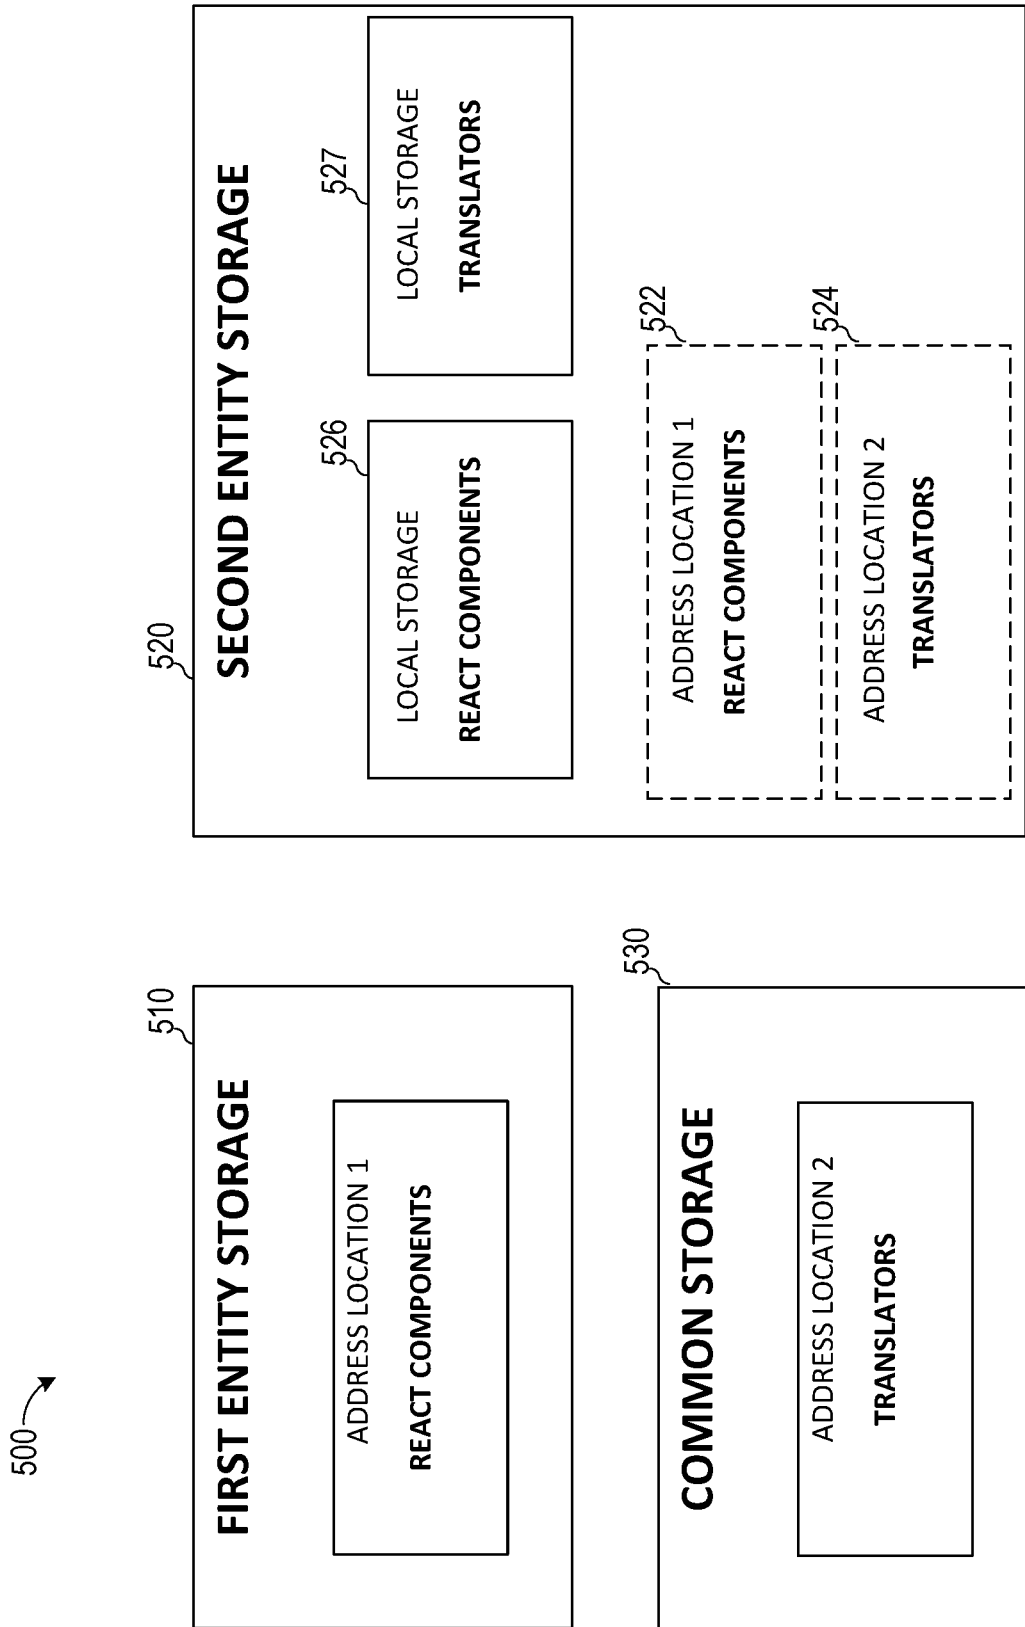 500
510
FIRST ENTITY STORAGE
ADDRESS LOCATION 1
REACT COMPONENTS
530
COMMON STORAGE
ADDRESS LOCATION 2
TRANSLATORS
520
SECOND ENTITY STORAGE
526
LOCAL STORAGE
REACT COMPONENTS
527
LOCAL STORAGE
TRANSLATORS
522
ADDRESS LOCATION 1
REACT COMPONENTS
524
ADDRESS LOCATION 2
TRANSLATORS